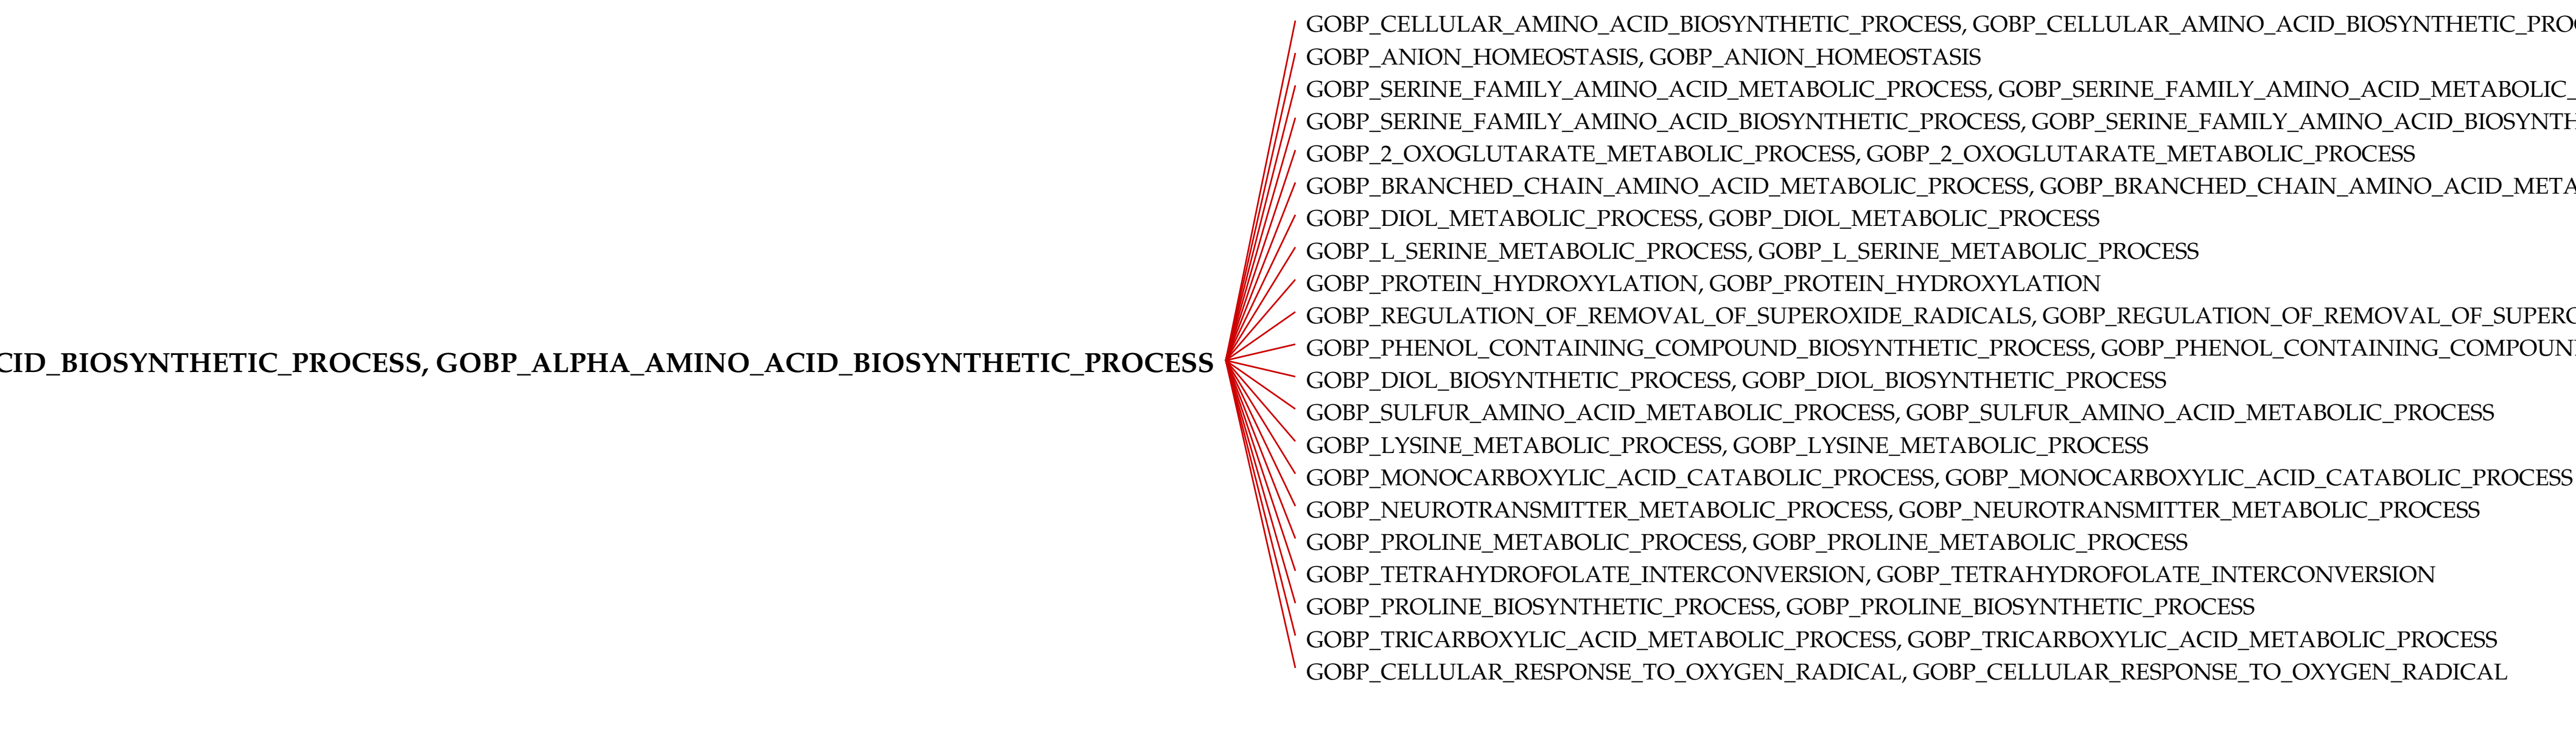 GOBP_CELLULAR_AMINO_ACID_BIOSYNTHETIC_PROCESS, GOBP_CELLULAR_AMINO_ACID_BIOSYNTHETIC_PRO
GOBP_ANION_HOMEOSTASIS, GOBP_ANION_HOMEOSTASIS
GOBP_SERINE_FAMILY_AMINO_ACID_METABOLIC_PROCESS, GOBP_SERINE_FAMILY_AMINO_ACID_METABOLIC_
GOBP_SERINE_FAMILY_AMINO_ACID_BIOSYNTHETIC_PROCESS, GOBP_SERINE_FAMILY_AMINO_ACID_BIOSYNTH
GOBP_2_OXOGLUTARATE_METABOLIC_PROCESS, GOBP_2_OXOGLUTARATE_METABOLIC_PROCESS
GOBP_BRANCHED_CHAIN_AMINO_ACID_METABOLIC_PROCESS, GOBP_BRANCHED_CHAIN_AMINO_ACID_META
GOBP_DIOL_METABOLIC_PROCESS, GOBP_DIOL_METABOLIC_PROCESS
GOBP_L_SERINE_METABOLIC_PROCESS, GOBP_L_SERINE_METABOLIC_PROCESS
GOBP_PROTEIN_HYDROXYLATION, GOBP_PROTEIN_HYDROXYLATION
GOBP_REGULATION_OF_REMOVAL_OF_SUPEROXIDE_RADICALS, GOBP_REGULATION_OF_REMOVAL_OF_SUPERO
GOBP_PHENOL_CONTAINING_COMPOUND_BIOSYNTHETIC_PROCESS, GOBP_PHENOL_CONTAINING_COMPOUN
CID_BIOSYNTHETIC_PROCESS, GOBP_ALPHA_AMINO_ACID_BIOSYNTHETIC_PROCESS
GOBP_DIOL_BIOSYNTHETIC_PROCESS, GOBP_DIOL_BIOSYNTHETIC_PROCESS
GOBP_SULFUR_AMINO_ACID_METABOLIC_PROCESS, GOBP_SULFUR_AMINO_ACID_METABOLIC_PROCESS
GOBP_LYSINE_METABOLIC_PROCESS, GOBP_LYSINE_METABOLIC_PROCESS
GOBP_MONOCARBOXYLIC_ACID_CATABOLIC_PROCESS, GOBP_MONOCARBOXYLIC_ACID_CATABOLIC_PROCESS
GOBP_NEUROTRANSMITTER_METABOLIC_PROCESS, GOBP_NEUROTRANSMITTER_METABOLIC_PROCESS
GOBP_PROLINE_METABOLIC_PROCESS, GOBP_PROLINE_METABOLIC_PROCESS
GOBP_TETRAHYDROFOLATE_INTERCONVERSION, GOBP_TETRAHYDROFOLATE_INTERCONVERSION
GOBP_PROLINE_BIOSYNTHETIC_PROCESS, GOBP_PROLINE_BIOSYNTHETIC_PROCESS
GOBP_TRICARBOXYLIC_ACID_METABOLIC_PROCESS, GOBP_TRICARBOXYLIC_ACID_METABOLIC_PROCESS
GOBP_CELLULAR_RESPONSE_TO_OXYGEN_RADICAL, GOBP_CELLULAR_RESPONSE_TO_OXYGEN_RADICAL